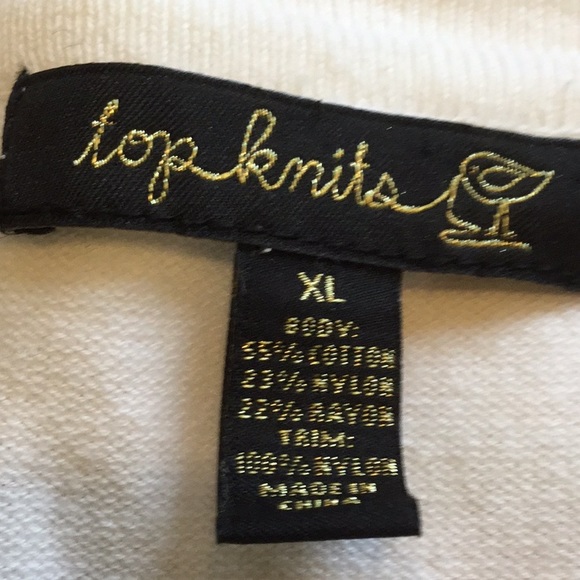 top knits
XL
BODY:
55% COTTON
23% NYLON
22% RAYON
TRIM:
100% NYLON
MADE IN
CHINA